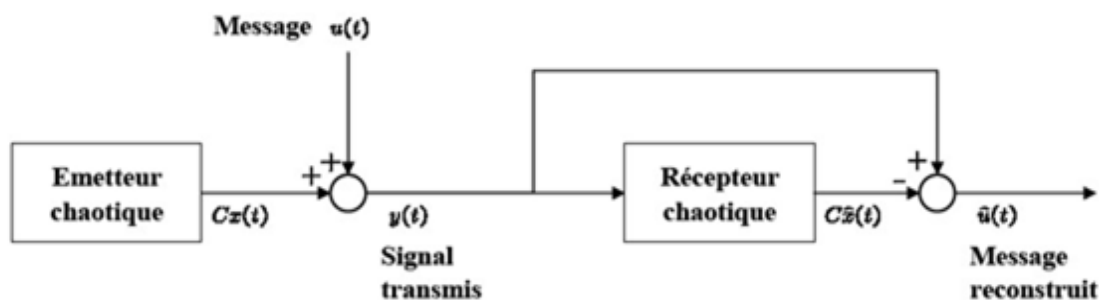 Message u(t)
Emetteur
chaotique
Cx(t)
+
+
y(t)
Signal
transmis
Récepteur
chaotique
Cx̂(t)
+
-
û(t)
Message
reconstruit